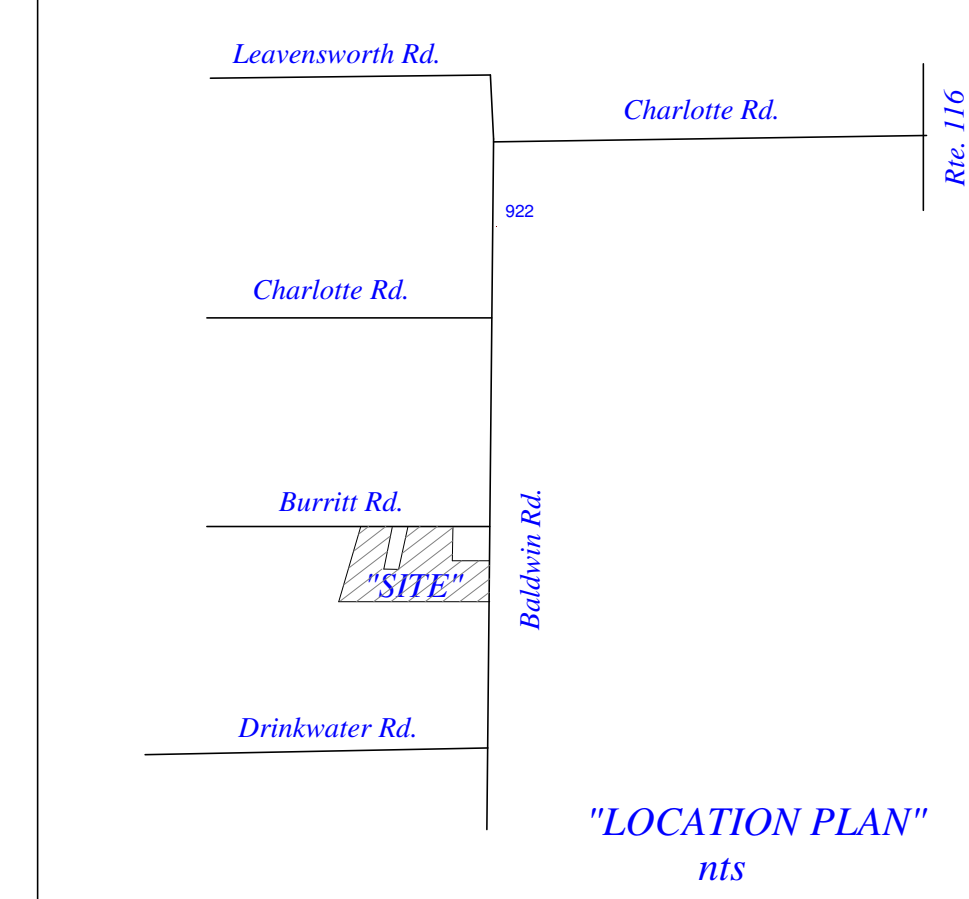 Leavensworth Rd.
Charlotte Rd.
Rte. 116
922
Charlotte Rd.
Burritt Rd.
Baldwin Rd.
"SITE"
Drinkwater Rd.
"LOCATION PLAN"
nts